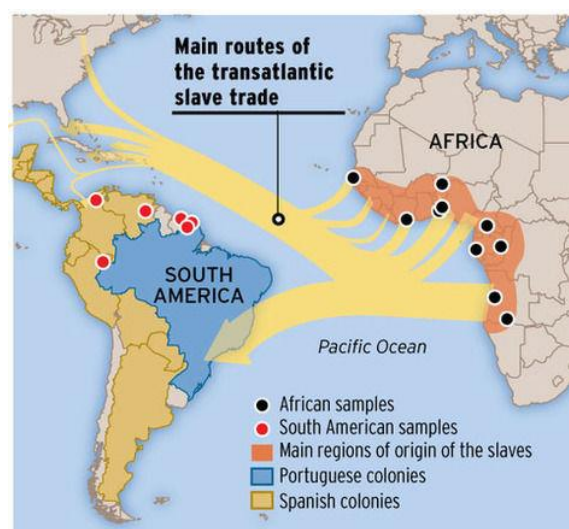 Main routes of
the transatlantic
slave trade
AFRICA
SOUTH
AMERICA
Pacific Ocean
African samples
South American samples
Main regions of origin of the slaves
Portuguese colonies
Spanish colonies